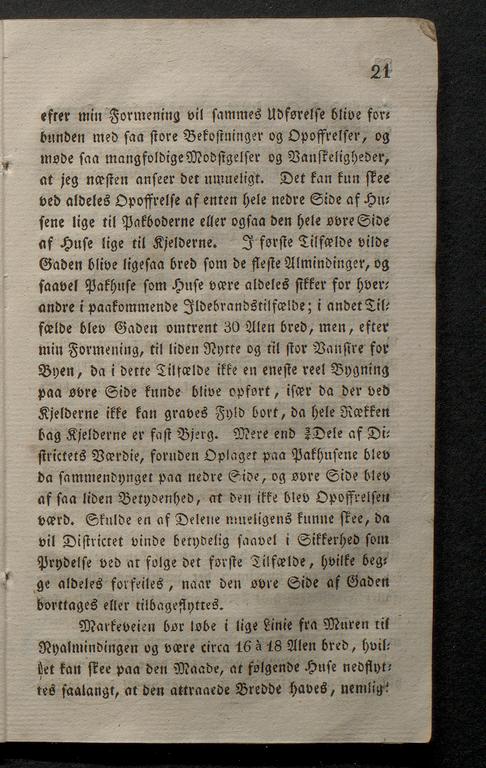 21
efter min Formening vil sammes Udførelse blive for⸗
bunden med saa store Bekostninger og Opoffrelser, og
møde saa mangfoldige Modsigelser og Vanskeligheder,
at jeg næsten anseer det umueligt. Det kan kun skee
ved aldeles Opoffrelse af enten hele nedre Side af Hu⸗
sene lige til Pakboderne eller ogsaa den hele øvre Side
af Huse lige til Kjelderne. I første Tilfælde vilde
Gaden blive ligesaa bred som de fleste Almindinger, og
saavel Pakhuse som Huse være aldeles sikker for hver⸗
andre i paakommende Ildebrandstilfælde; i andet Til⸗
fælde blev Gaden omtrent 30 Alen bred, men, efter
min Formening, til liden Nytte og til stor Vansire for
Byen, da i dette Tilfælde ikke en eneste reel Bygning
paa øvre Side kunde blive opført, især da der ved
Kjelderne ikke kan graves Fyld bort, da hele Rækken
bag Kjelderne er fast Bjerg. Mere end ¾Dele af Di⸗
strictets Værdie, foruden Oplaget paa Pakhusene blev
da sammendynget paa nedre Side, og øvre Side blev
af saa liden Betydenhed, at den ikke blev Opoffrelsen
værd. Skulde en af Delene mueligens kunne skee, da
vil Districtet vinde betydelig saavel i Sikkerhed som
Prydelse ved at følge det første Tilfælde, hvilke beg⸗
ge aldeles forfeiles, naar den øvre Side af Gaden
borttages eller tilbageflyttes.
Markeveien bør løbe i lige Linie fra Muren til
Nyalmindingen og være circa 16 à 18 Alen bred, hvil⸗
ket kan skee paa den Maade, at følgende Huse nedflyt⸗
tes saalangt, at den attraaede Bredde haves, nemlig: